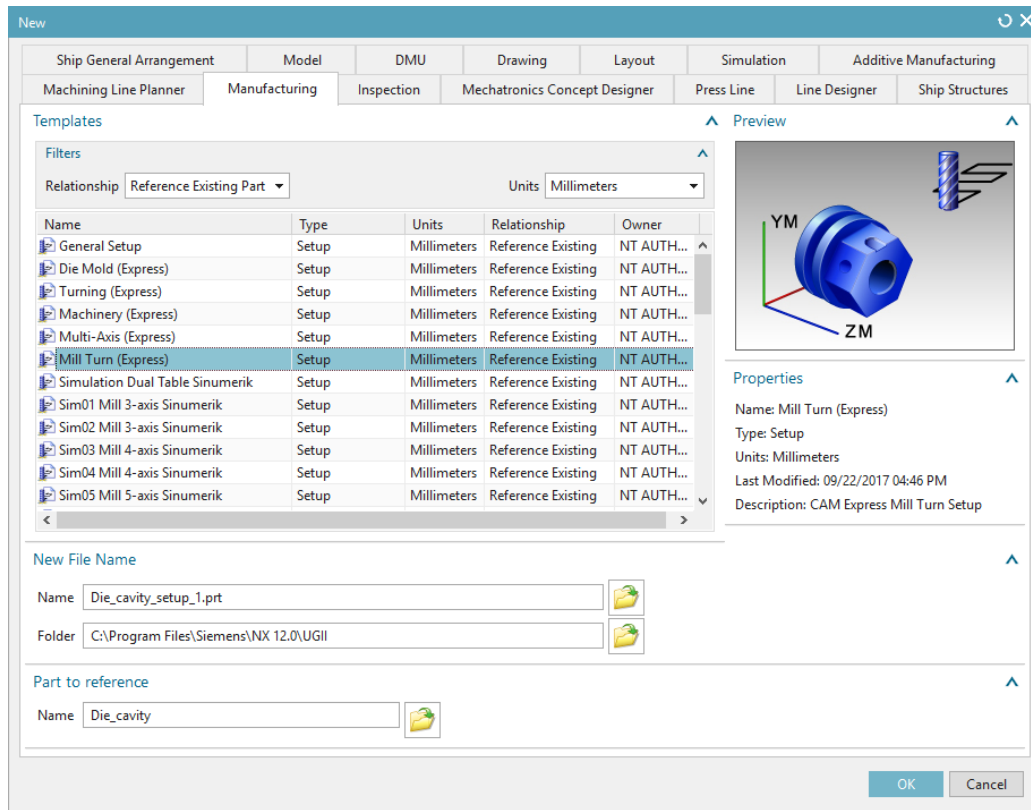 New
Ship General Arrangement Model DMU Drawing Layout Simulation Additive Manufacturing
Machining Line Planner Manufacturing Inspection Mechatronics Concept Designer Press Line Line Designer Ship Structures
Templates
Filters
Relationship Reference Existing Part Units Millimeters
Name Type Units Relationship Owner
General Setup Setup Millimeters Reference Existing NT AUTH...
Die Mold (Express) Setup Millimeters Reference Existing NT AUTH...
Turning (Express) Setup Millimeters Reference Existing NT AUTH...
Machinery (Express) Setup Millimeters Reference Existing NT AUTH...
Multi-Axis (Express) Setup Millimeters Reference Existing NT AUTH...
Mill Turn (Express) Setup Millimeters Reference Existing NT AUTH...
Simulation Dual Table Sinumerik Setup Millimeters Reference Existing NT AUTH...
Sim01 Mill 3-axis Sinumerik Setup Millimeters Reference Existing NT AUTH...
Sim02 Mill 3-axis Sinumerik Setup Millimeters Reference Existing NT AUTH...
Sim03 Mill 4-axis Sinumerik Setup Millimeters Reference Existing NT AUTH...
Sim04 Mill 4-axis Sinumerik Setup Millimeters Reference Existing NT AUTH...
Sim05 Mill 5-axis Sinumerik Setup Millimeters Reference Existing NT AUTH...
Preview
YM
ZM
Properties
Name: Mill Turn (Express)
Type: Setup
Units: Millimeters
Last Modified: 09/22/2017 04:46 PM
Description: CAM Express Mill Turn Setup
New File Name
Name Die_cavity_setup_1.prt
Folder C:\Program Files\Siemens\NX 12.0\UGII
Part to reference
Name Die_cavity
OK Cancel